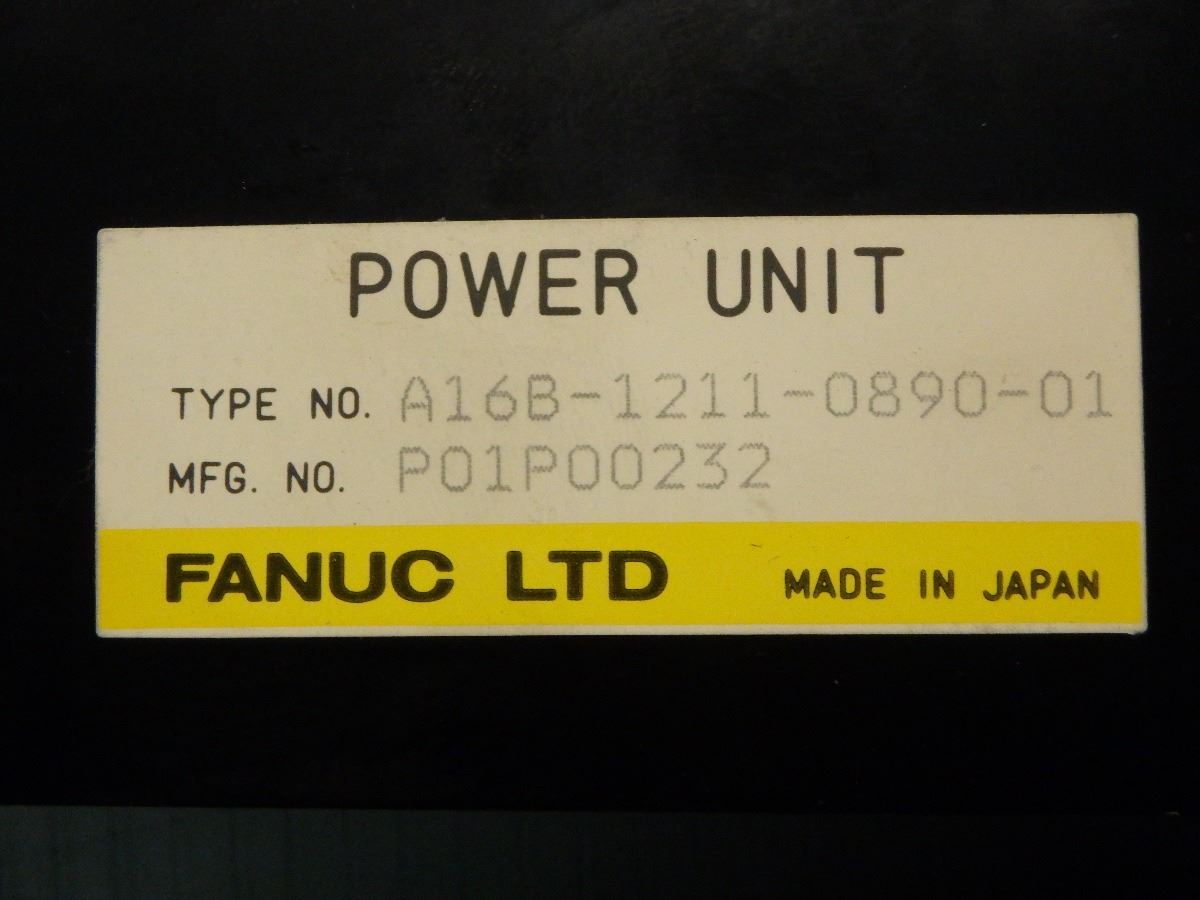 POWER UNIT
TYPE NO. A16B-1211-0890-01
MFG. NO. P01P00232
FANUC LTD MADE IN JAPAN